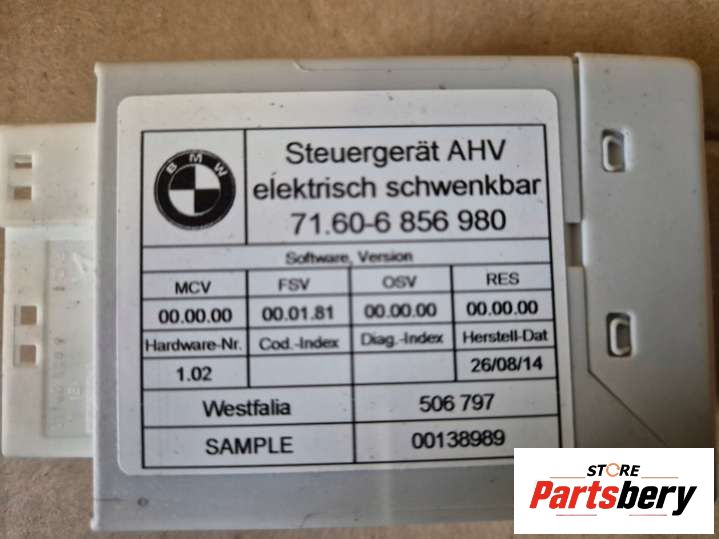 BMW
Steuergerät AHV
elektrisch schwenkbar
71.60-6 856 980
Software, Version
MCV FSV OSV RES
00.00.00 00.01.81 00.00.00 00.00.00
Hardware-Nr. Cod.-Index Diag.-Index Herstell-Dat
1.02 26/08/14
Westfalia 506 797
SAMPLE 00138989
STORE
Partsbery